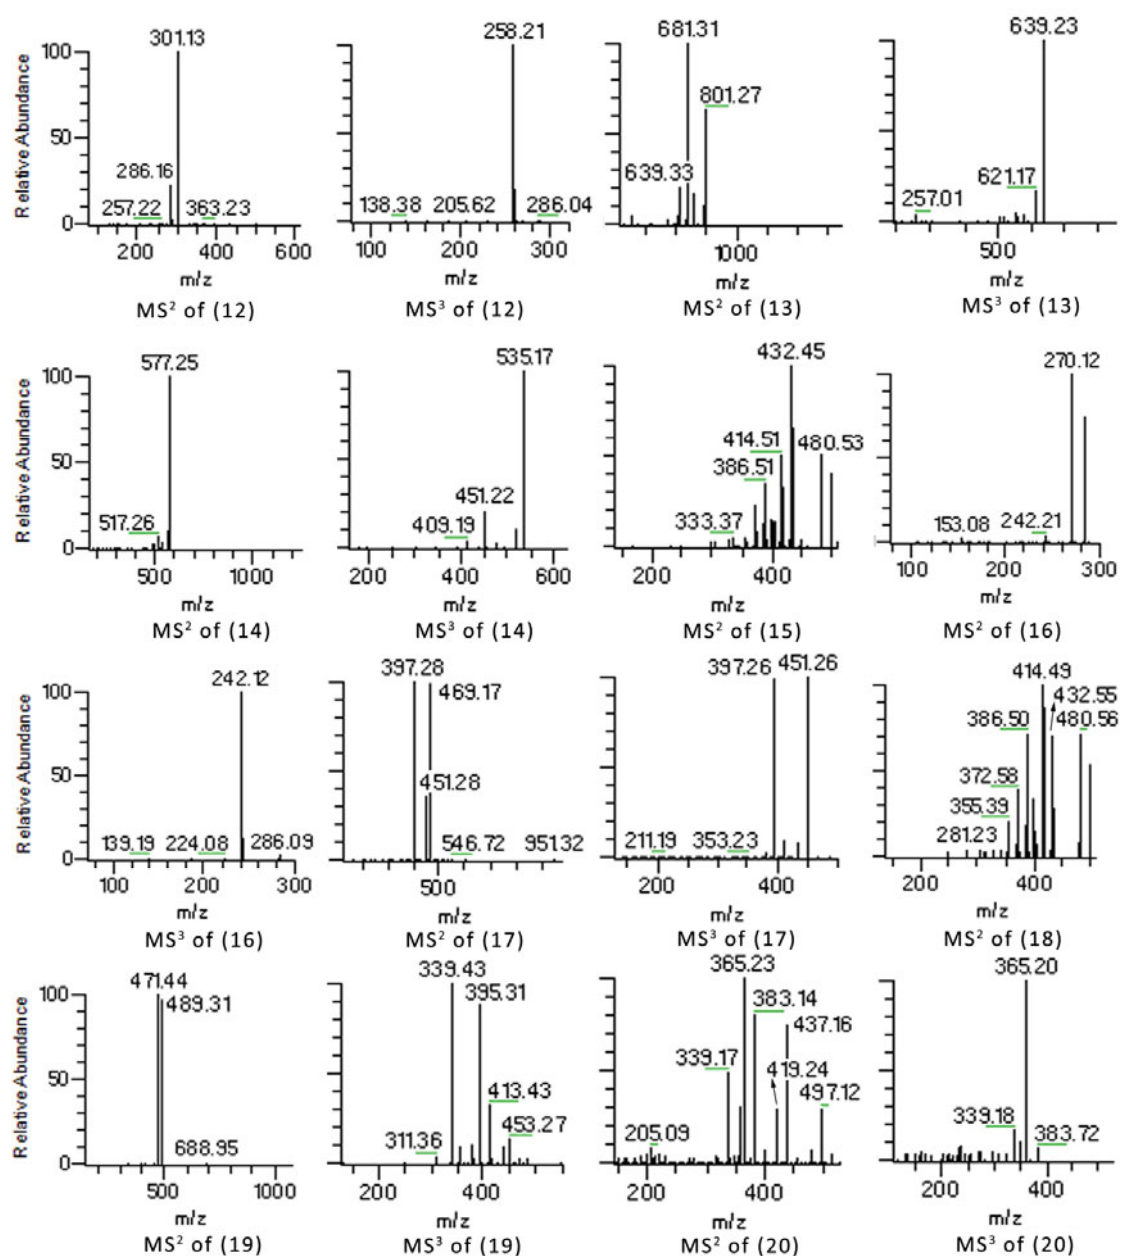 301.13
100
50
0
286.16
257.22
363.23
200 400 600
m/z
MS² of (12)
Relative Abundance
258.21
138.38
205.62
286.04
100 200 300
m/z
MS³ of (12)
681.31
801.27
639.33
1000
m/z
MS² of (13)
639.23
621.17
257.01
500
m/z
MS³ of (13)
577.25
100
50
0
517.26
500 1000
m/z
MS² of (14)
Relative Abundance
535.17
451.22
409.19
200 400 600
m/z
MS³ of (14)
432.45
414.51
480.53
386.51
333.37
200 400
m/z
MS² of (15)
270.12
153.08
242.21
100 200 300
m/z
MS² of (16)
242.12
100
50
0
139.19
224.08
286.09
100 200 300
m/z
MS³ of (16)
Relative Abundance
397.28
469.17
451.28
546.72
951.32
500
m/z
MS² of (17)
397.26
451.26
211.19
353.23
200 400
m/z
MS³ of (17)
414.49
432.55
386.50
480.56
372.58
355.39
281.23
200 400
m/z
MS² of (18)
471.44
489.31
100
50
0
688.95
500 1000
m/z
MS² of (19)
Relative Abundance
339.43
395.31
413.43
453.27
311.36
200 400
m/z
MS³ of (19)
365.23
383.14
437.16
339.17
419.24
497.12
205.09
200 400
m/z
MS² of (20)
365.20
339.18
383.72
200 400
m/z
MS³ of (20)